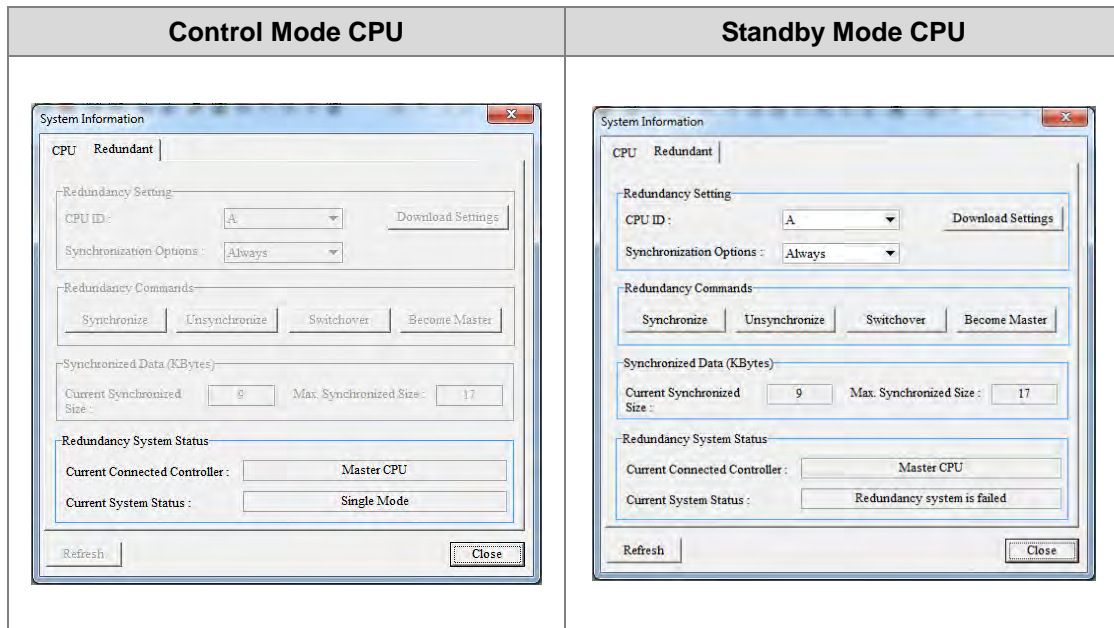 Control Mode CPU
Standby Mode CPU
System Information
CPU Redundant
Redundancy Setting
CPU ID : A Download Settings
Synchronization Options : Always
Redundancy Commands
Synchronize Unsynchronize Switchover Become Master
Synchronized Data (KBytes)
Current Synchronized Size : 9 Max. Synchronized Size : 17
Redundancy System Status
Current Connected Controller : Master CPU
Current System Status : Single Mode
Refresh Close
System Information
CPU Redundant
Redundancy Setting
CPU ID : A Download Settings
Synchronization Options : Always
Redundancy Commands
Synchronize Unsynchronize Switchover Become Master
Synchronized Data (KBytes)
Current Synchronized Size : 9 Max. Synchronized Size : 17
Redundancy System Status
Current Connected Controller : Master CPU
Current System Status : Redundancy system is failed
Refresh Close